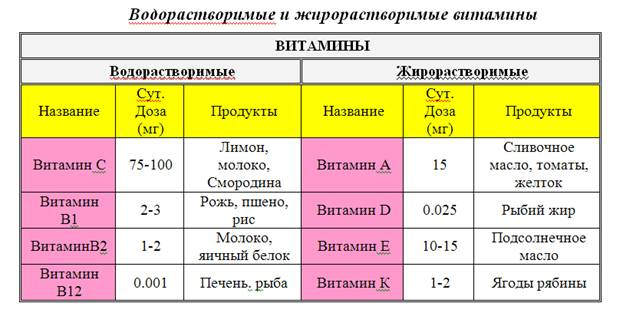 Водорастворимые и жирорастворимые витамины
ВИТАМИНЫ
Водорастворимые Жирорастворимые
Название Сут. Доза (мг) Продукты Название Сут. Доза (мг) Продукты
Витамин С 75-100 Лимон, молоко, Смородина Витамин А 15 Сливочное масло, томаты, желток
Витамин В1 2-3 Рожь, пшено, рис Витамин D 0.025 Рыбий жир
ВитаминВ2 1-2 Молоко, яичный белок Витамин Е 10-15 Подсолнечное масло
Витамин В12 0.001 Печень, рыба Витамин К 1-2 Ягоды рябины